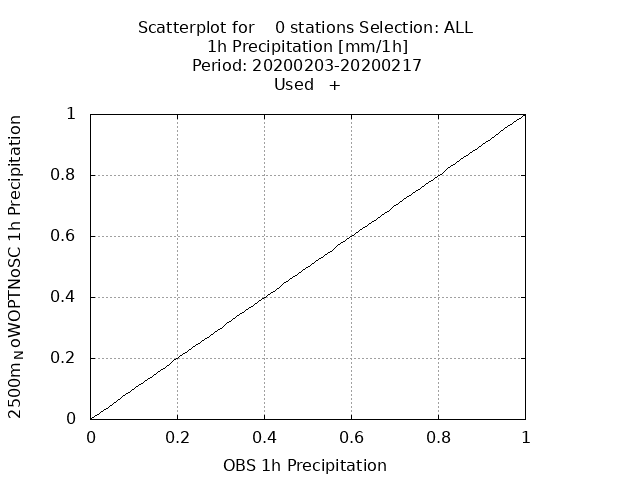 Scatterplot for    0 stations Selection: ALL
1h Precipitation [mm/1h]
Period: 20200203-20200217
Used +
1
0.8
0.6
0.4
0.2
0
2500mNoWOPTNoSC 1h Precipitation
0 0.2 0.4 0.6 0.8 1
OBS 1h Precipitation